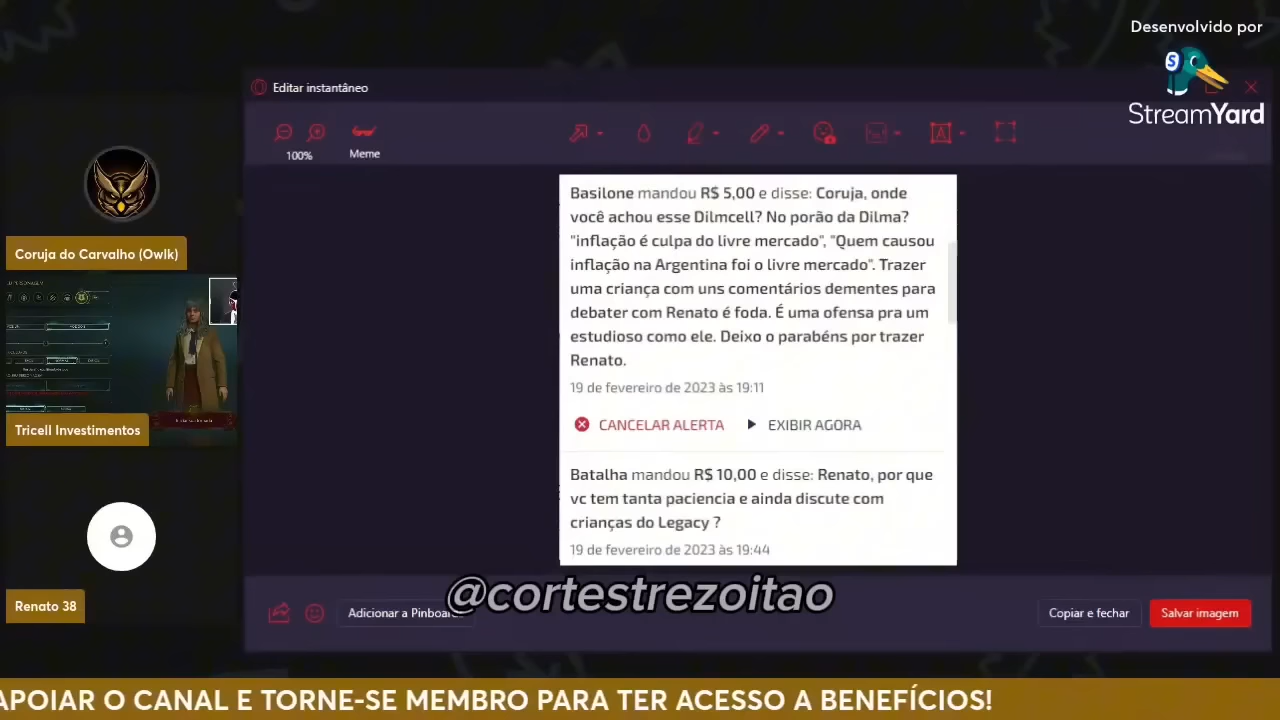 Desenvolvido por
StreamYard
Editar instantâneo
100%
Meme
Coruja do Carvalho (Owlk)
Tricell Investimentos
Renato 38
Basilone mandou R$ 5,00 e disse: Coruja, onde
você achou esse Dilmcell? No porão da Dilma?
"inflação é culpa do livre mercado", "Quem causou
inflação na Argentina foi o livre mercado". Trazer
uma criança com uns comentários dementes para
debater com Renato é foda. É uma ofensa pra um
estudioso como ele. Deixo o parabéns por trazer
Renato.
19 de fevereiro de 2023 às 19:11
CANCELAR ALERTA EXIBIR AGORA
Batalha mandou R$ 10,00 e disse: Renato, por que
vc tem tanta paciencia e ainda discute com
crianças do Legacy ?
19 de fevereiro de 2023 às 19:44
@cortestrezoitao
Adicionar a Pinboards
Copiar e fechar
Salvar imagem
APOIAR O CANAL E TORNE-SE MEMBRO PARA TER ACESSO A BENEFÍCIOS!